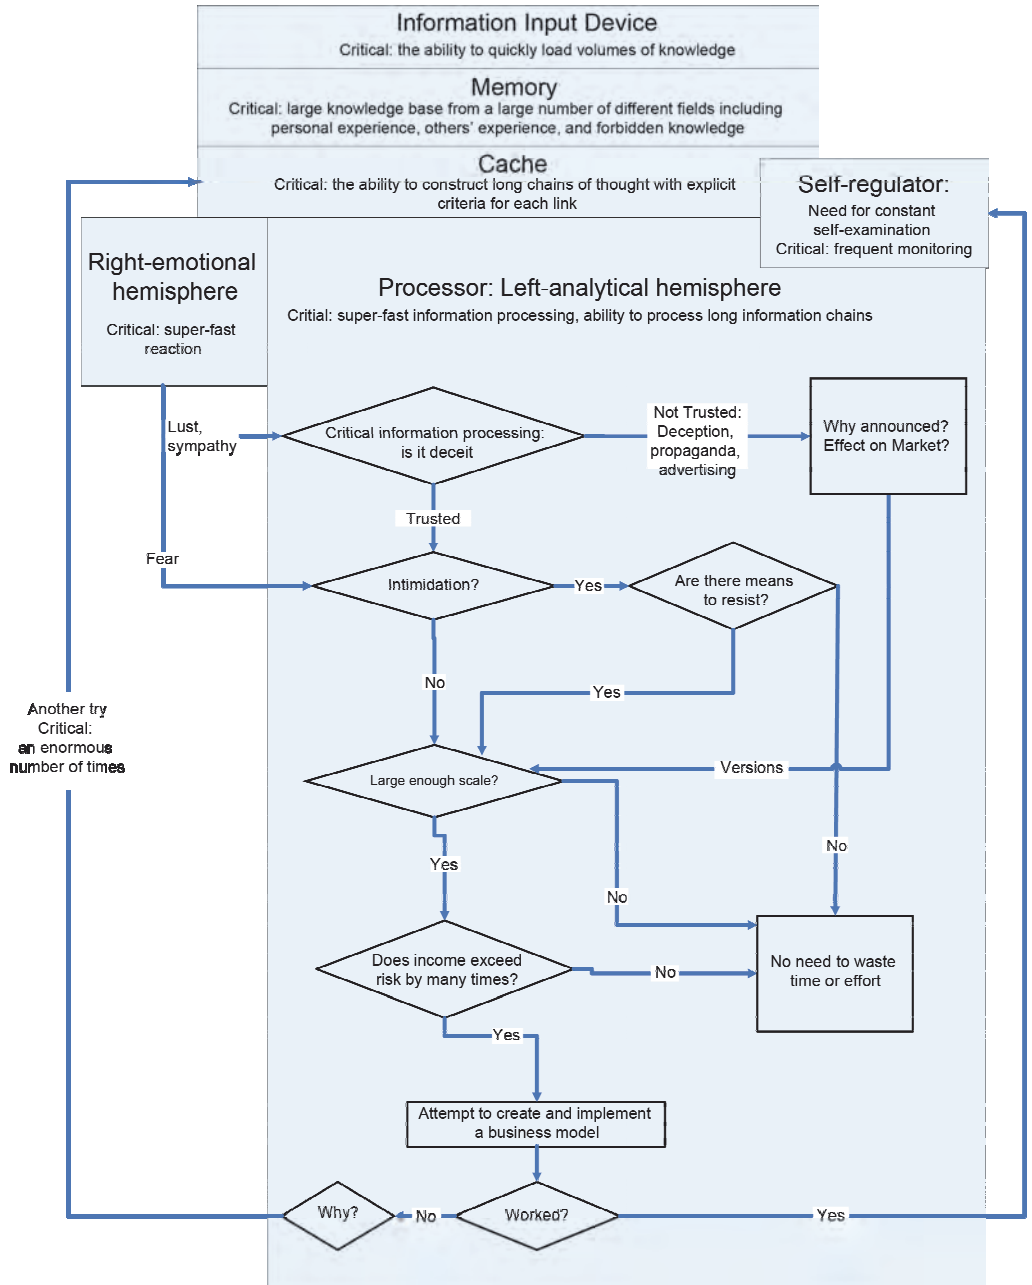 Information Input Device
Critical: the ability to quickly load volumes of knowledge
Memory
Critical: large knowledge base from a large number of different fields including
personal experience, others’ experience, and forbidden knowledge
Cache
Critical: the ability to construct long chains of thought with explicit
criteria for each link
Self-regulator:
Need for constant
self-examination
Critical: frequent monitoring
Right-emotional
hemisphere
Critical: super-fast
reaction
Processor: Left-analytical hemisphere
Critial: super-fast information processing, ability to process long information chains
Lust,
sympathy
Critical information processing:
is it deceit
Not Trusted:
Deception,
propaganda,
advertising
Why announced?
Effect on Market?
Trusted
Fear
Intimidation?
Yes
Are there means
to resist?
No
Yes
Another try
Critical:
an enormous
number of times
Large enough scale?
Versions
Yes
No
No
Does income exceed
risk by many times?
No
No need to waste
time or effort
Yes
Attempt to create and implement
a business model
Why?
No
Worked?
Yes